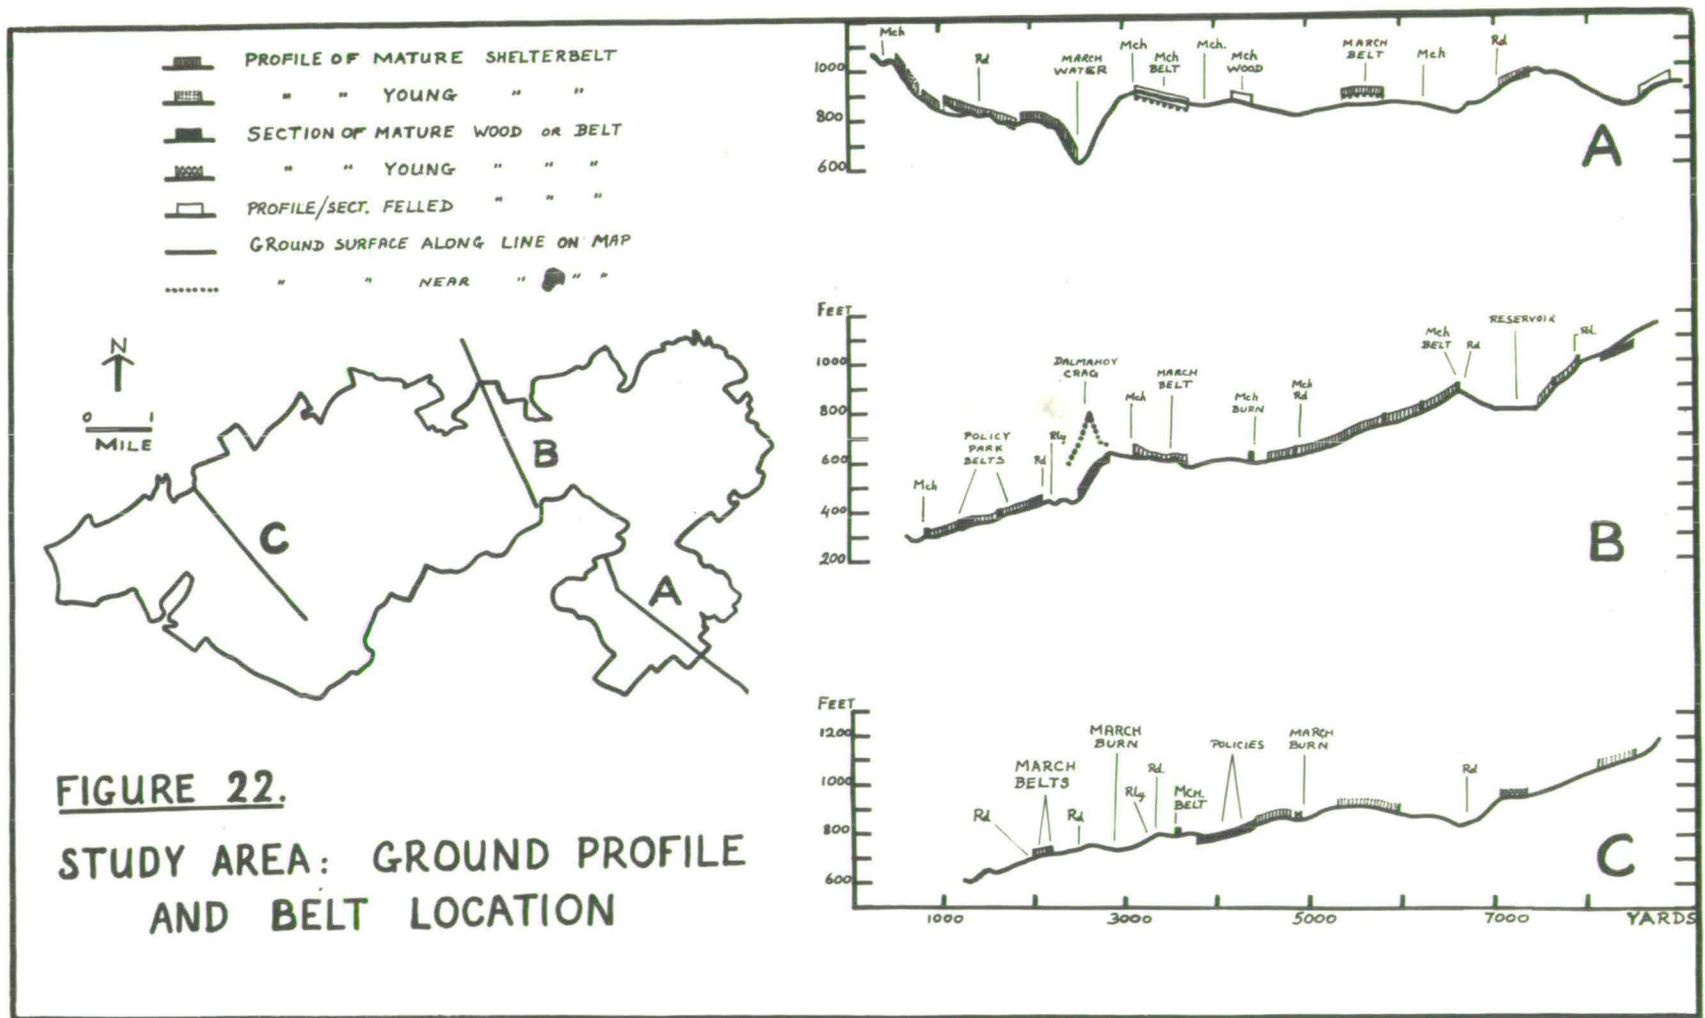 PROFILE OF MATURE SHELTERBELT
" " YOUNG " "
SECTION OF MATURE WOOD OR BELT
" " YOUNG " " "
PROFILE/SECT. FELLED " " "
GROUND SURFACE ALONG LINE ON MAP
" " NEAR " " "
N
0 1
MILE
A
B
C
FIGURE 22.
STUDY AREA: GROUND PROFILE
AND BELT LOCATION
1000
800
600
Mch
Rd
MARCH
WATER
Mch
Mch
BELT
Mch.
Mch
WOOD
MARCH
BELT
Mch
Rd
A
FEET
1000
800
600
400
200
Mch
POLICY
PARK
BELTS
Rd
Rly
DALMAHOY
CRAG
Mch
MARCH
BELT
Mch
BURN
Mch
Rd
Mch
BELT
Rd
RESERVOIR
Rd.
B
FEET
1200
1000
800
600
Rd
MARCH
BELTS
Rd
MARCH
BURN
Rly
Rd.
MCH.
BELT
POLICIES
MARCH
BURN
Rd
C
1000 3000 5000 7000 YARDS